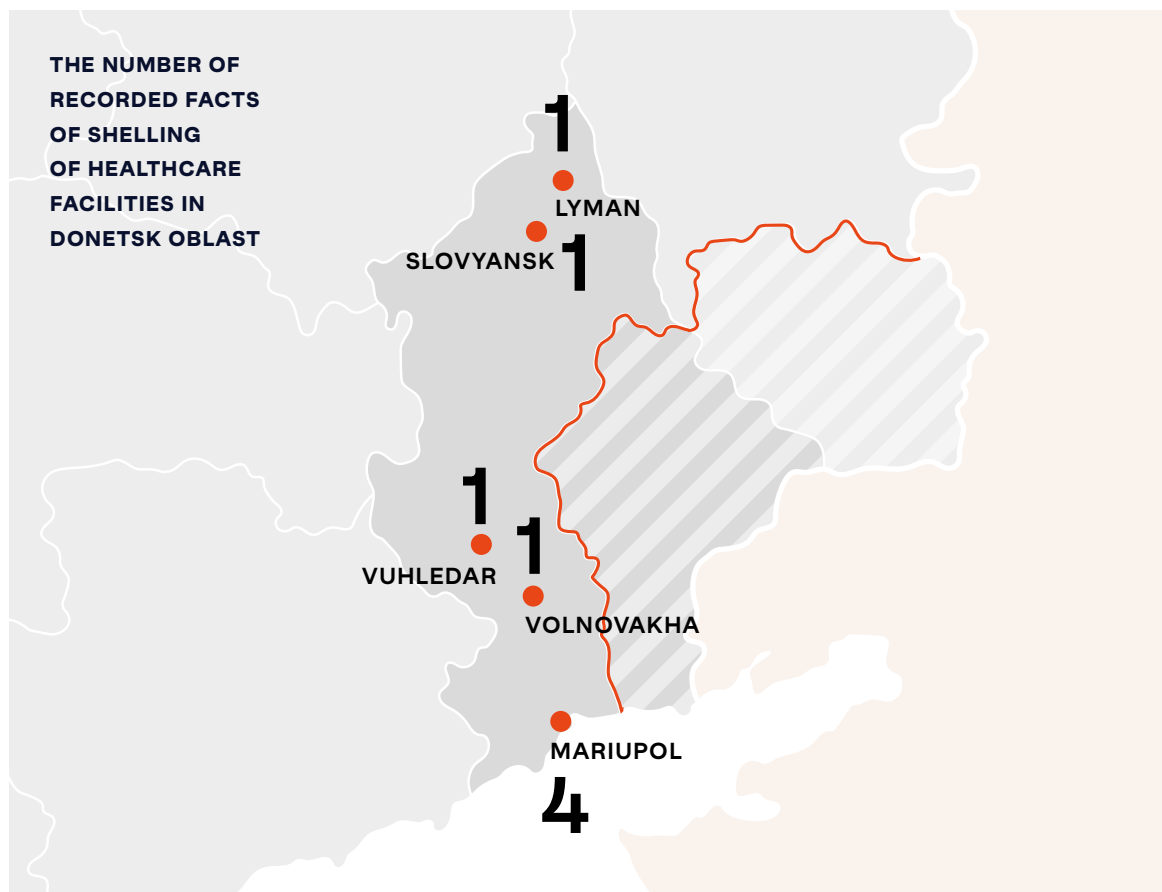 THE NUMBER OF
RECORDED FACTS
OF SHELLING
OF HEALTHCARE
FACILITIES IN
DONETSK OBLAST
1
LYMAN
SLOVYANSK
1
1
VUHLEDAR
1
VOLNOVAKHA
MARIUPOL
4